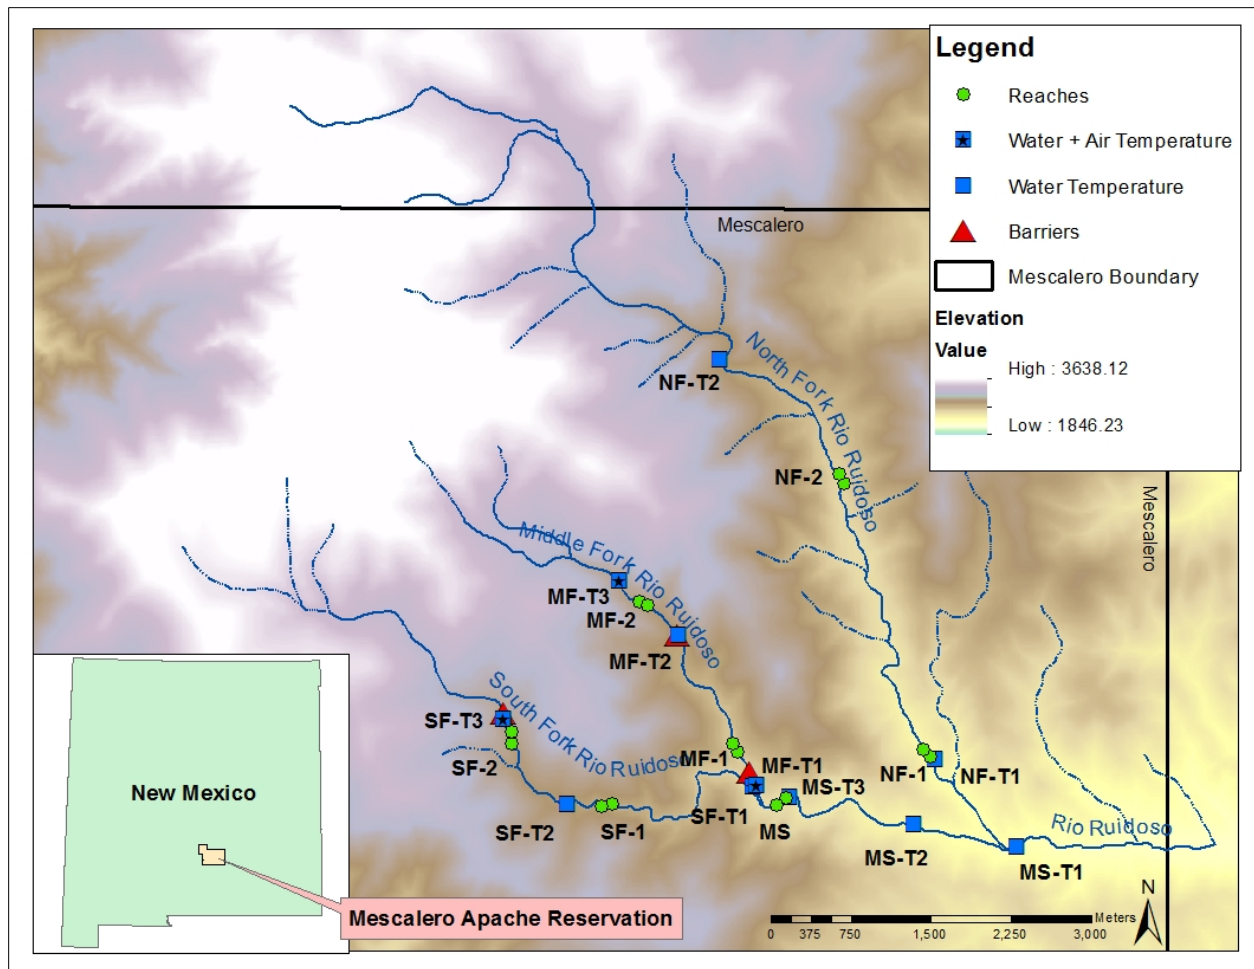 Legend
Reaches
Water + Air Temperature
Water Temperature
Barriers
Mescalero Boundary
Elevation
Value
High : 3638.12
Low : 1846.23
Mescalero
Mescalero
North Fork Rio Ruidoso
NF-T2
NF-2
Middle Fork Rio Ruidoso
MF-T3
MF-2
MF-T2
South Fork Rio Ruidoso
SF-T3
SF-2
MF-1
MF-T1
NF-1
NF-T1
MS-T3
SF-T1
SF-T2
SF-1
MS
MS-T2
Rio Ruidoso
MS-T1
New Mexico
Mescalero Apache Reservation
N
Meters
0 375 750 1,500 2,250 3,000